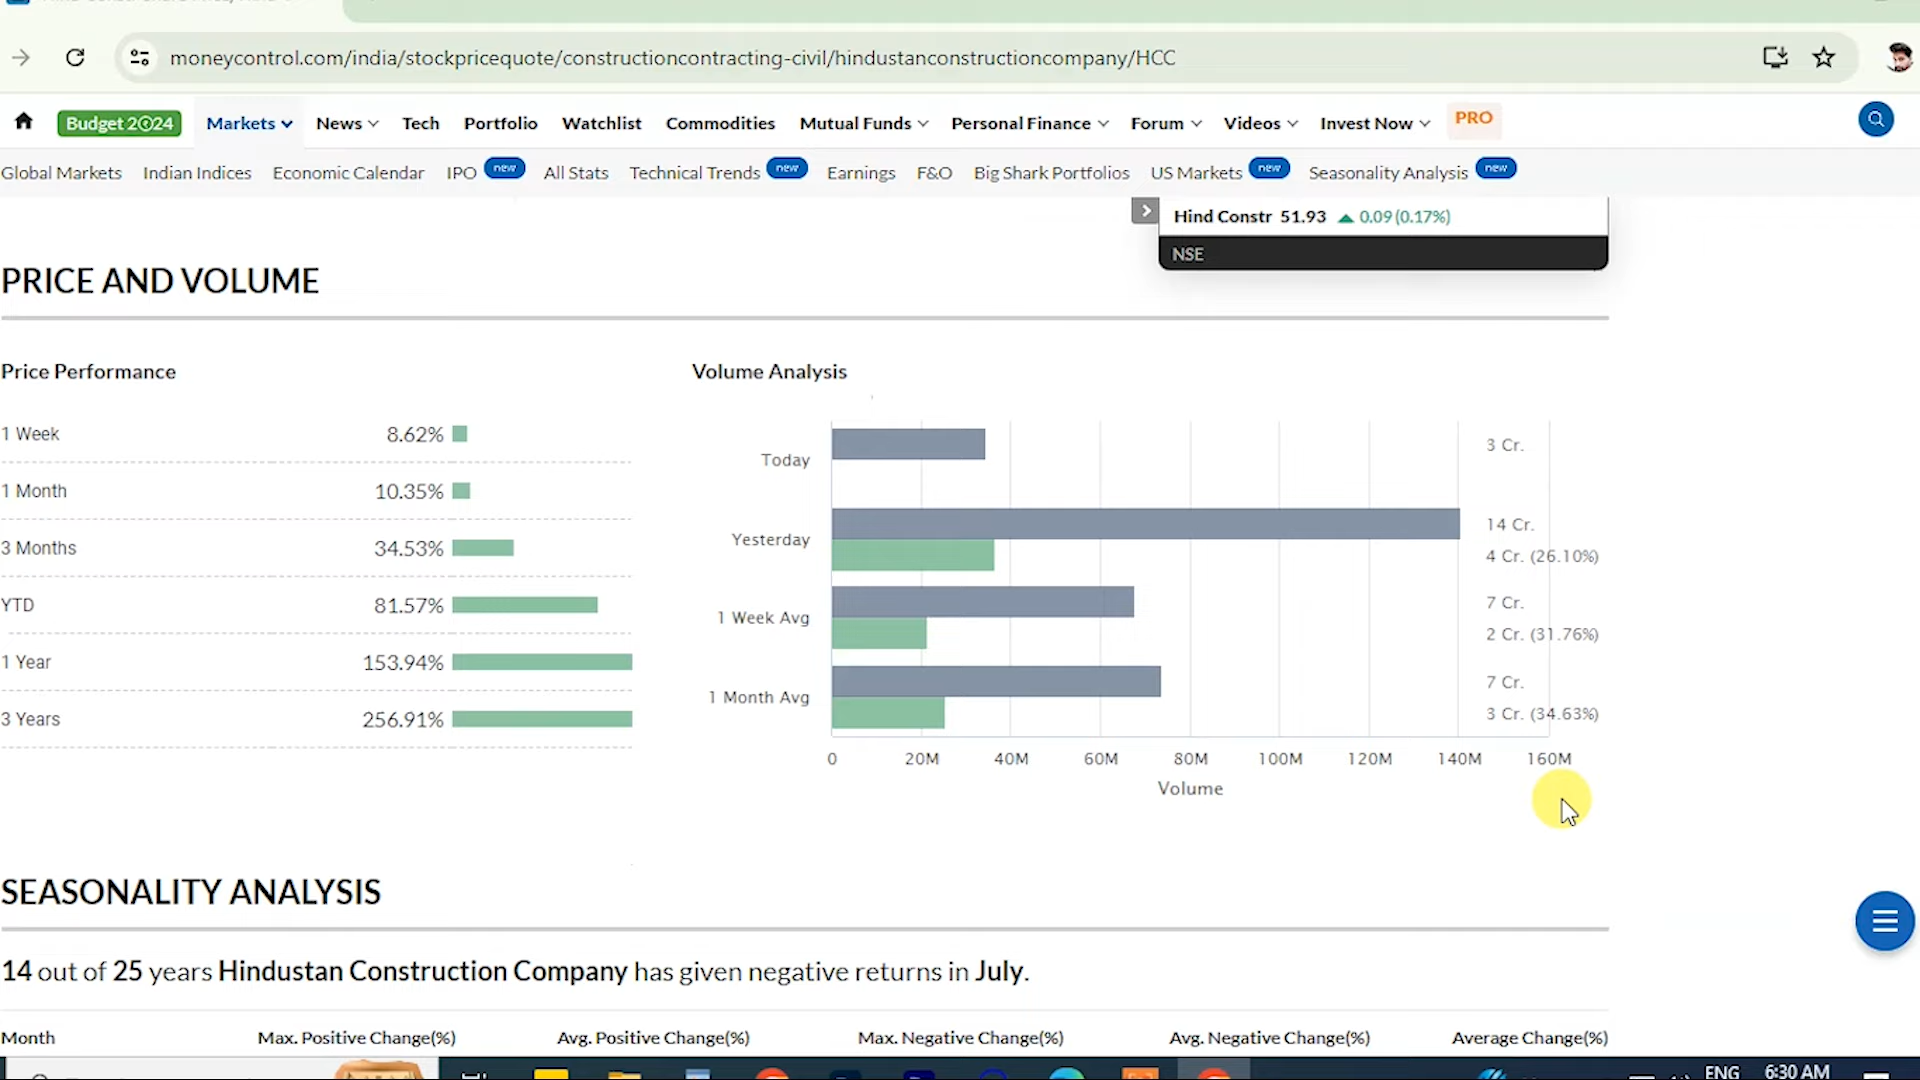 moneycontrol.com/india/stockpricequote/constructioncontracting-civil/hindustanconstructioncompany/HCC
Budget 2024 Markets News Tech Portfolio Watchlist Commodities Mutual Funds Personal Finance Forum Videos Invest Now PRO
Global Markets Indian Indices Economic Calendar IPO new All Stats Technical Trends new Earnings F&O Big Shark Portfolios US Markets new Seasonality Analysis new
Hind Constr 51.93 0.09 (0.17%)
NSE
PRICE AND VOLUME
Price Performance
1 Week 8.62%
1 Month 10.35%
3 Months 34.53%
YTD 81.57%
1 Year 153.94%
3 Years 256.91%
Volume Analysis
Today 3 Cr.
Yesterday 14 Cr.
4 Cr. (26.10%)
1 Week Avg 7 Cr.
2 Cr. (31.76%)
1 Month Avg 7 Cr.
3 Cr. (34.63%)
0 20M 40M 60M 80M 100M 120M 140M 160M
Volume
SEASONALITY ANALYSIS
14 out of 25 years Hindustan Construction Company has given negative returns in July.
Month Max. Positive Change(%) Avg. Positive Change(%) Max. Negative Change(%) Avg. Negative Change(%) Average Change(%)
ENG 6:30 AM